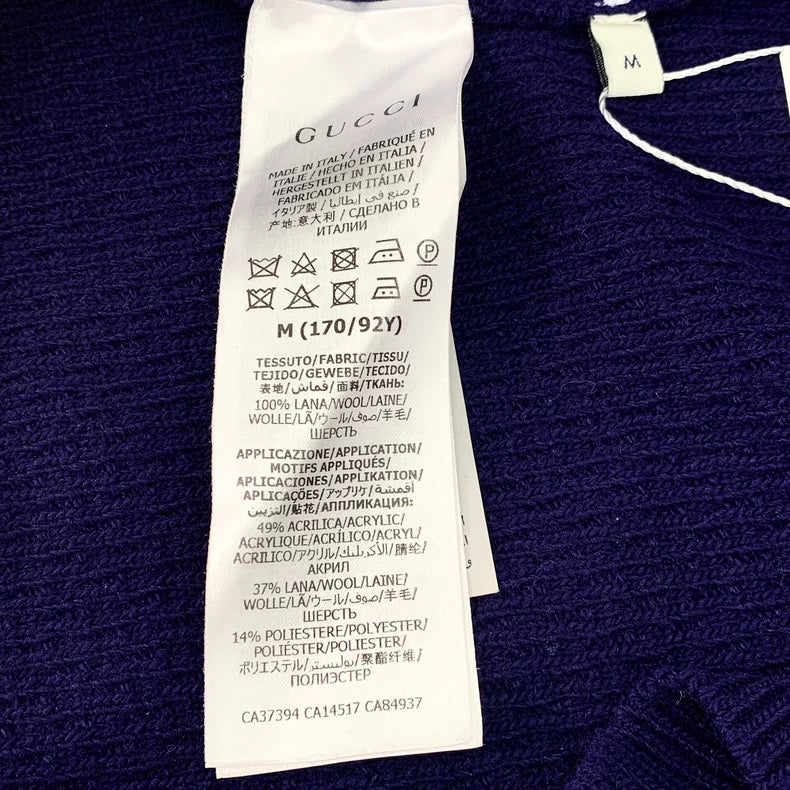 GUCCI
MADE IN ITALY / FABRIQUÉ EN
ITALIE / HECHO EN ITALIA /
HERGESTELLT IN ITALIEN /
FABRICADO EM ITÁLIA /
イタリア製 / صنع في إيطاليا /
产地:意大利 / СДЕЛАНО В
ИТАЛИИ
P
P
M (170/92Y)
TESSUTO/FABRIC/TISSU/
TEJIDO/GEWEBE/TECIDO/
表地/قماش/面料/ТКАНЬ:
100% LANA/WOOL/LAINE/
WOLLE/LÃ/ウール/صوف/羊毛/
ШЕРСТЬ
APPLICAZIONE/APPLICATION/
MOTIFS APPLIQUÉS/
APLICACIONES/APPLIKATION/
APLICAÇÕES/アップリケ/أقمشة
التزيين/贴花/АППЛИКАЦИЯ:
49% ACRILICA/ACRYLIC/
ACRYLIQUE/ACRÍLICO/ACRYL/
ACRÍLICO/アクリル/الأكريليك/腈纶/
АКРИЛ
37% LANA/WOOL/LAINE/
WOLLE/LÃ/ウール/صوف/羊毛/
ШЕРСТЬ
14% POLIESTERE/POLYESTER/
POLIÉSTER/POLYESTER/
ポリエステル/بوليستر/聚酯纤维/
ПОЛИЭСТЕР
CA37394 CA14517 CA84937
M